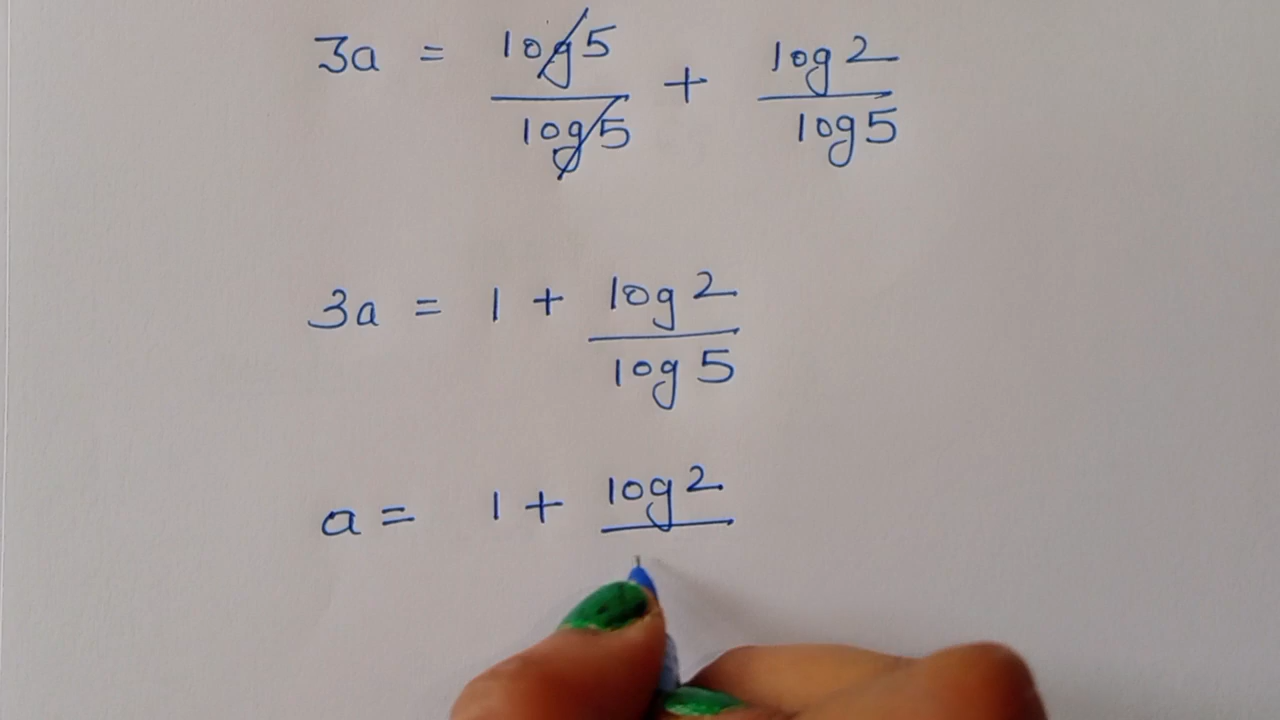 3a = log5/log5 + log2/log5
3a = 1 + log2/log5
a = 1 + log2